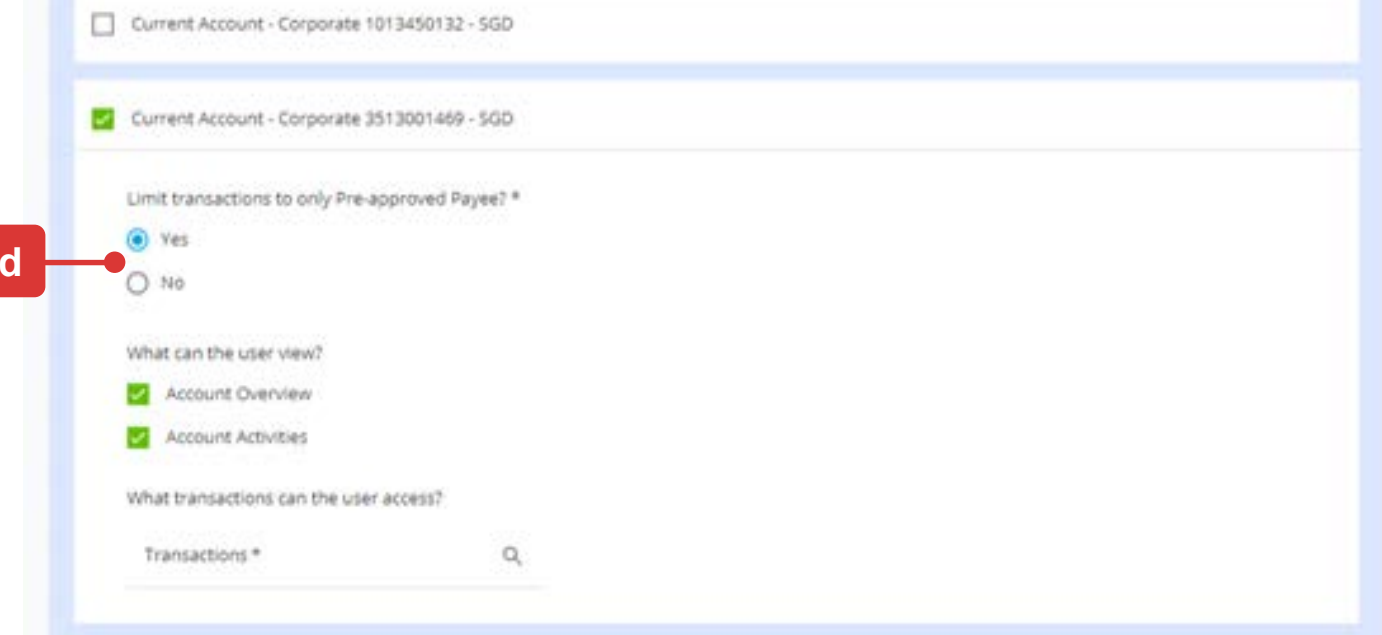 Current Account - Corporate 1013450132 - SGD
Current Account - Corporate 3513001469 - SGD
Limit transactions to only Pre-approved Payee? *
Yes
d
No
What can the user view?
Account Overview
Account Activities
What transactions can the user access?
Transactions *